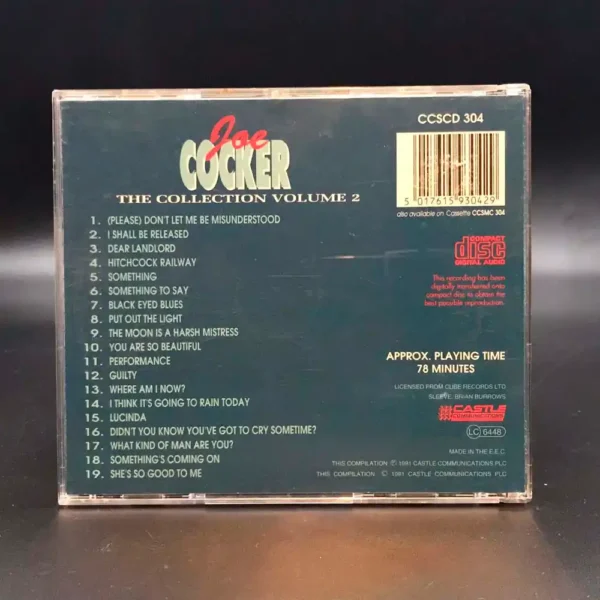 Joe
COCKER
THE COLLECTION VOLUME 2
1. (PLEASE) DON'T LET ME BE MISUNDERSTOOD
2. I SHALL BE RELEASED
3. DEAR LANDLORD
4. HITCHCOCK RAILWAY
5. SOMETHING
6. SOMETHING TO SAY
7. BLACK EYED BLUES
8. PUT OUT THE LIGHT
9. THE MOON IS A HARSH MISTRESS
10. YOU ARE SO BEAUTIFUL
11. PERFORMANCE
12. GUILTY
13. WHERE AM I NOW?
14. I THINK IT'S GOING TO RAIN TODAY
15. LUCINDA
16. DIDN'T YOU KNOW YOU'VE GOT TO CRY SOMETIME?
17. WHAT KIND OF MAN ARE YOU?
18. SOMETHING'S COMING ON
19. SHE'S SO GOOD TO ME
CCSCD 304
5 017615 930429
also available on Cassette CCSMC 304
COMPACT
disc
DIGITAL AUDIO
This recording has been
digitally transferred onto
compact disc to obtain the
best possible reproduction.
APPROX. PLAYING TIME
78 MINUTES
LICENSED FROM CUBE RECORDS LTD.
SLEEVE: BRIAN BURROWS
CASTLE
COMMUNICATIONS
LC 6448
MADE IN THE E.E.C.
THIS COMPILATION ℗ 1991 CASTLE COMMUNICATIONS PLC
THIS COMPILATION © 1991 CASTLE COMMUNICATIONS PLC